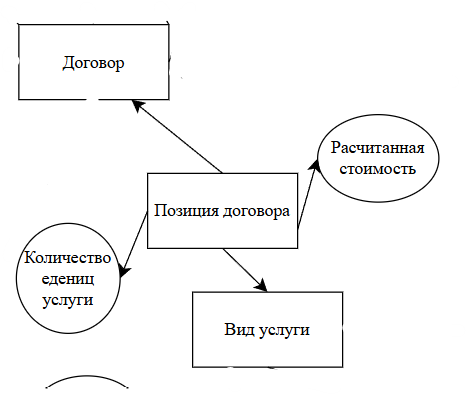 Договор
Расчитанная
стоимость
Позиция договора
Количество
едениц
услуги
Вид услуги